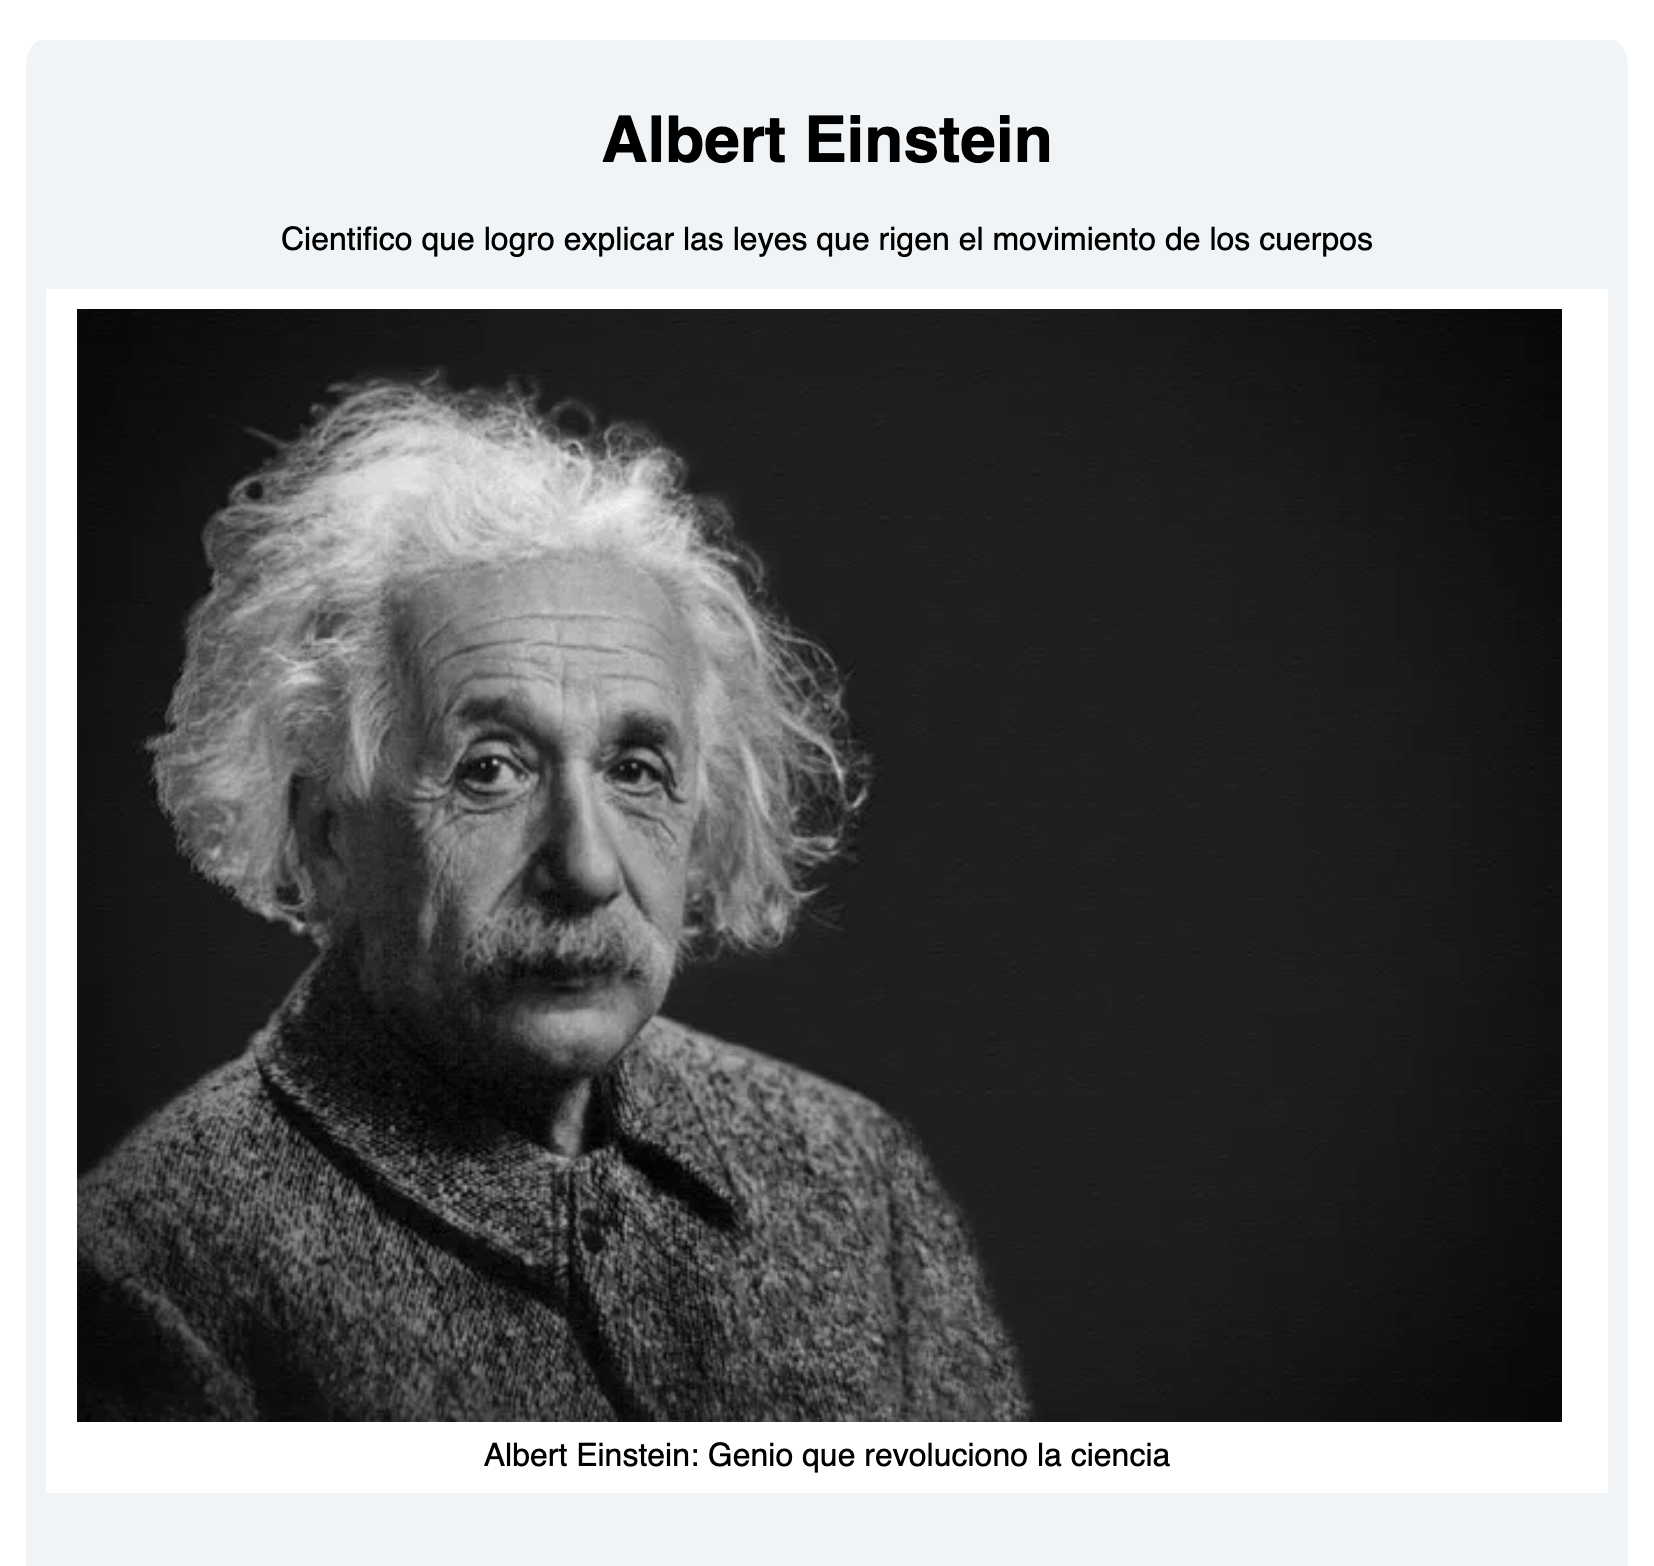 Albert Einstein
Cientifico que logro explicar las leyes que rigen el movimiento de los cuerpos
Albert Einstein: Genio que revoluciono la ciencia